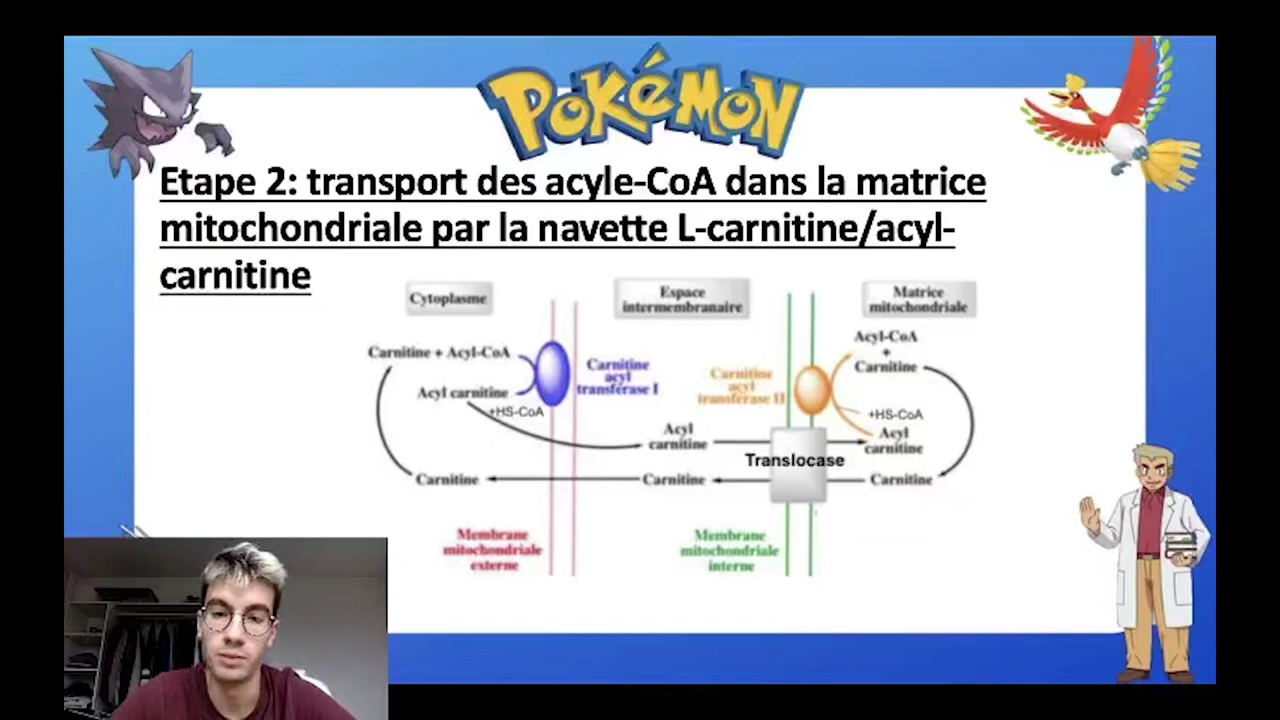 POKÉMON
Etape 2: transport des acyle-CoA dans la matrice
mitochondriale par la navette L-carnitine/acyl-
carnitine
Cytoplasme
Espace
intermembranaire
Matrice
mitochondriale
Carnitine + Acyl-CoA
Acyl carnitine
+HS-CoA
Carnitine
acyl
transférase I
Carnitine
acyl
transférase II
Acyl-CoA
+
Carnitine
+HS-CoA
Acyl
carnitine
Acyl
carnitine
Translocase
Carnitine
Carnitine
Carnitine
Membrane
mitochondriale
externe
Membrane
mitochondriale
interne